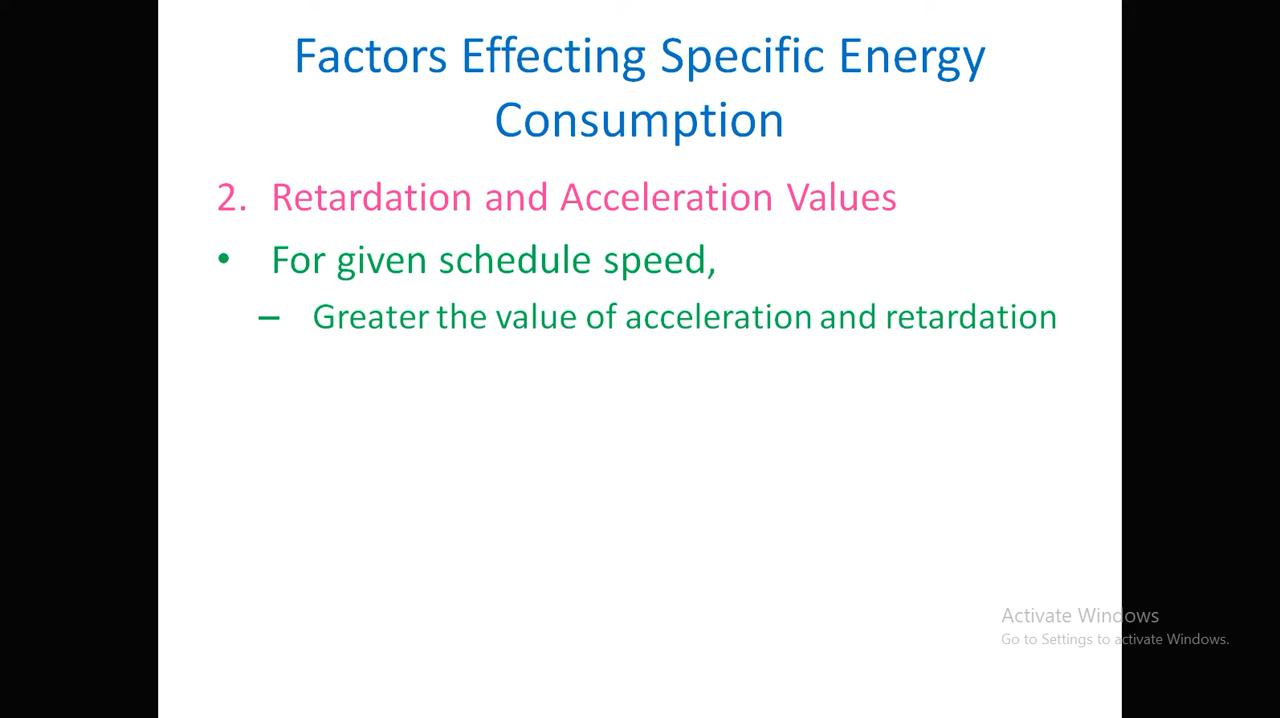 Factors Effecting Specific Energy
Consumption
2. Retardation and Acceleration Values
• For given schedule speed,
– Greater the value of acceleration and retardation
Activate Windows
Go to Settings to activate Windows.